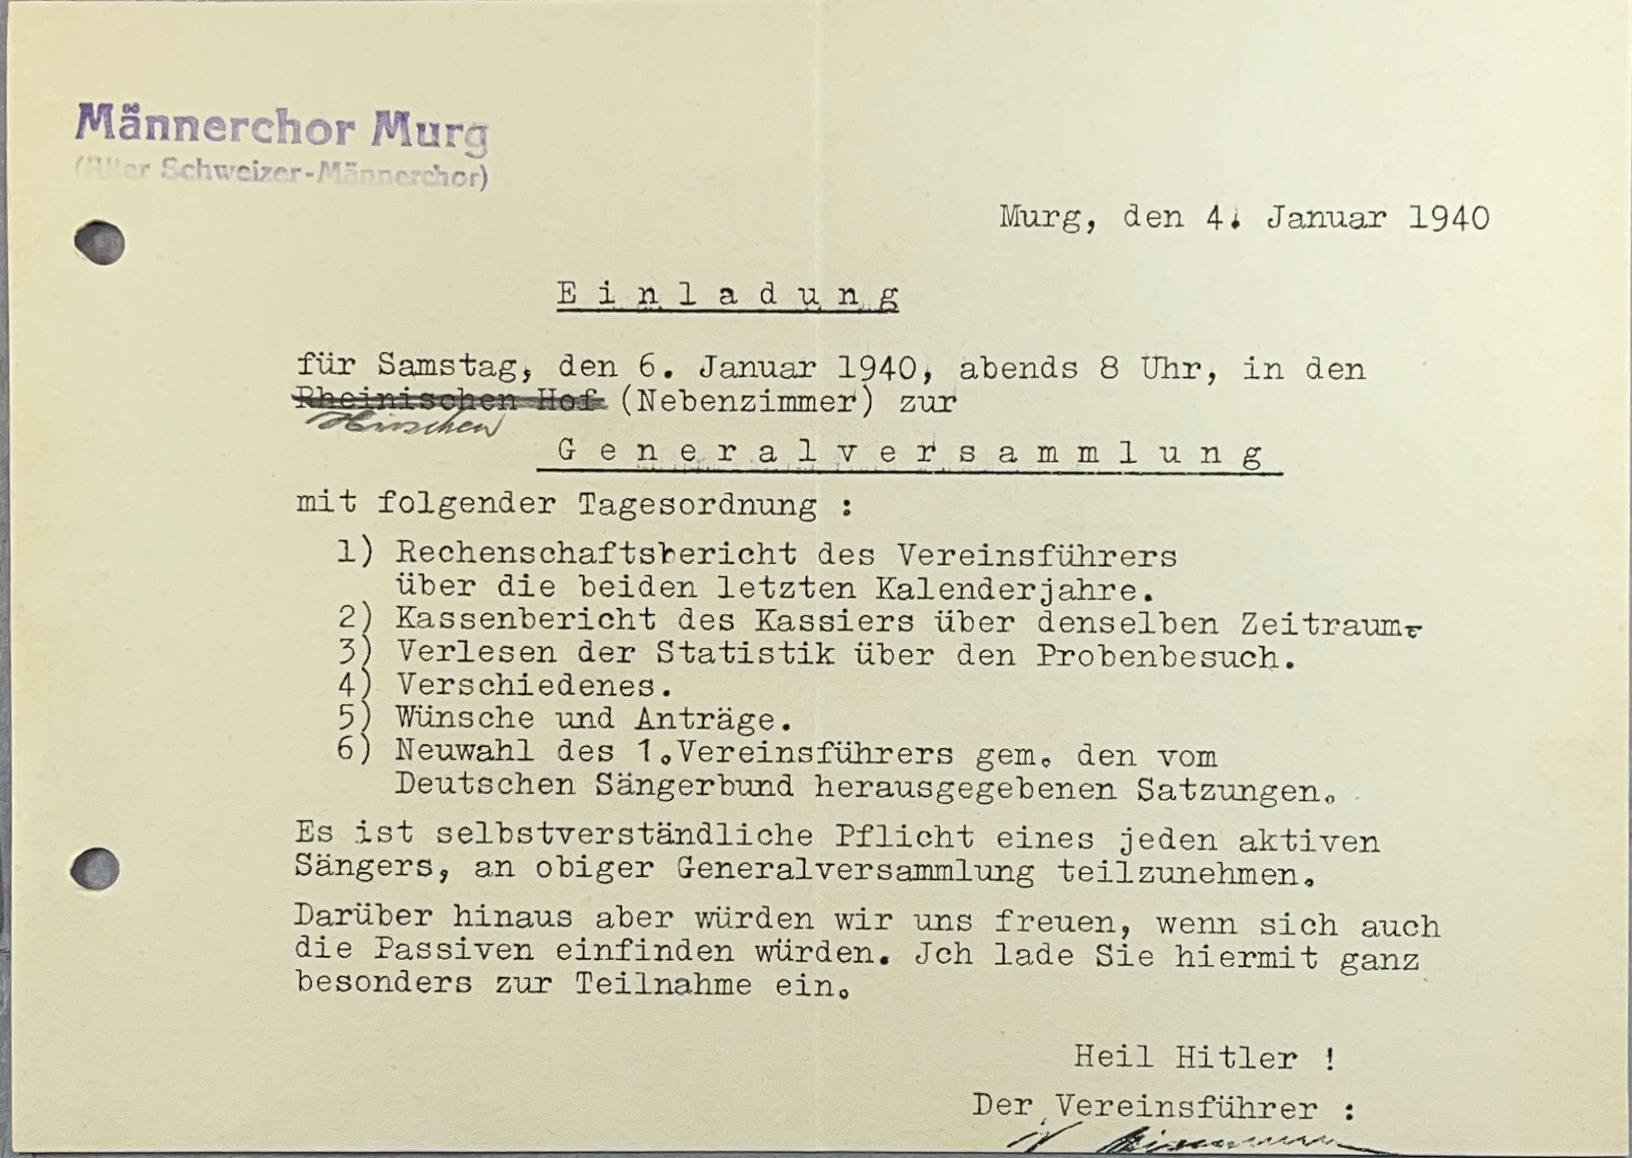 Männerchor Murg
(Alter Schweizer-Männerchor)
Murg, den 4. Januar 1940
Einladung
für Samstag, den 6. Januar 1940, abends 8 Uhr, in den
Rheinischen Hof (Nebenzimmer) zur
Hirschen
Generalversammlung
mit folgender Tagesordnung :
1) Rechenschaftsbericht des Vereinsführers
über die beiden letzten Kalenderjahre.
2) Kassenbericht des Kassiers über denselben Zeitraum.
3) Verlesen der Statistik über den Probenbesuch.
4) Verschiedenes.
5) Wünsche und Anträge.
6) Neuwahl des 1.Vereinsführers gem. den vom
Deutschen Sängerbund herausgegebenen Satzungen.
Es ist selbstverständliche Pflicht eines jeden aktiven
Sängers, an obiger Generalversammlung teilzunehmen.
Darüber hinaus aber würden wir uns freuen, wenn sich auch
die Passiven einfinden würden. Jch lade Sie hiermit ganz
besonders zur Teilnahme ein.
Heil Hitler !
Der Vereinsführer :